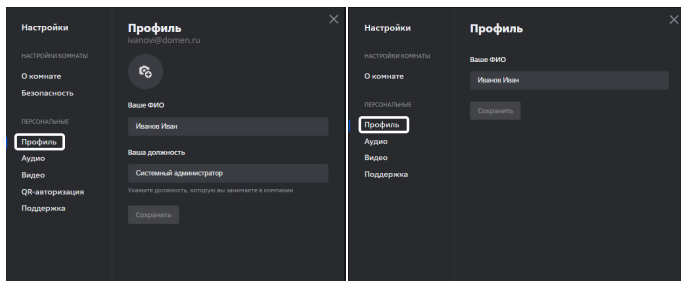 Настройки
НАСТРОЙКИ КОМНАТЫ
О комнате
Безопасность
ПЕРСОНАЛЬНЫЕ
Профиль
Аудио
Видео
QR-авторизация
Поддержка
Профиль
ivanovi@domen.ru
Ваше ФИО
Иванов Иван
Ваша должность
Системный администратор
Укажите должность, которую вы занимаете в компании
Сохранить
Настройки
НАСТРОЙКИ КОМНАТЫ
О комнате
ПЕРСОНАЛЬНЫЕ
Профиль
Аудио
Видео
Поддержка
Профиль
Ваше ФИО
Иванов Иван
Сохранить